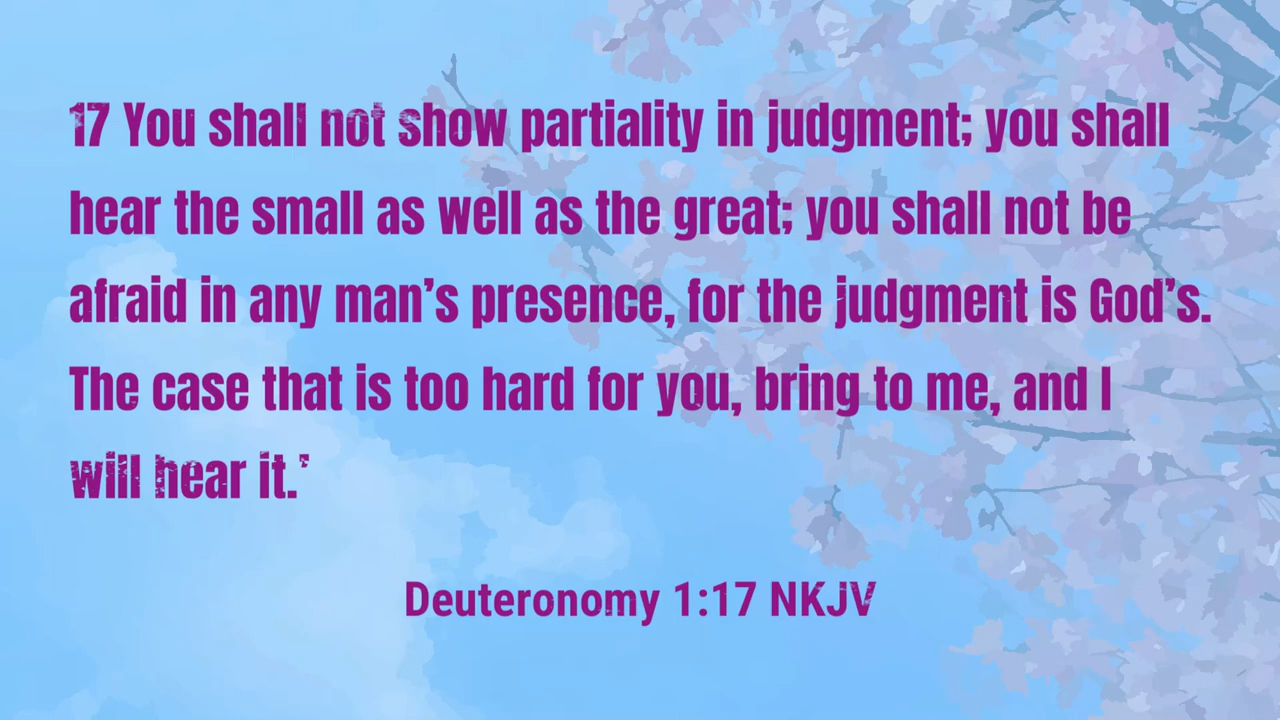 17 You shall not show partiality in judgment; you shall
hear the small as well as the great; you shall not be
afraid in any man’s presence, for the judgment is God’s.
The case that is too hard for you, bring to me, and I
will hear it.’
Deuteronomy 1:17 NKJV